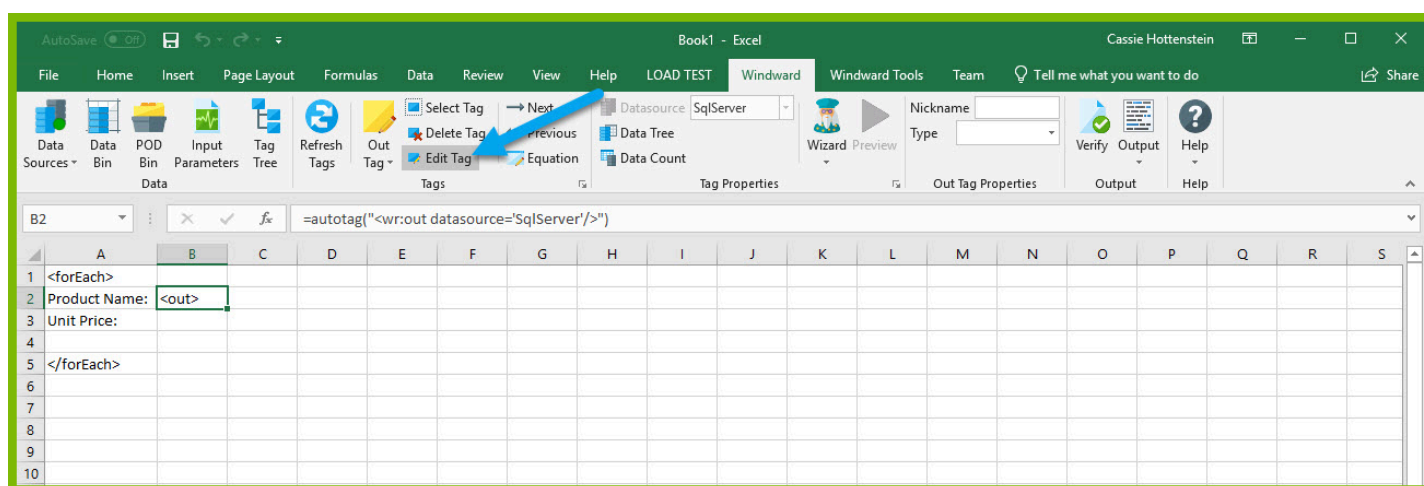 AutoSave Off Book1 - Excel Cassie Hottenstein
File Home Insert Page Layout Formulas Data Review View Help LOAD TEST Windward Windward Tools Team Tell me what you want to do Share
Select Tag Next Datasource SqlServer Nickname
Delete Tag Previous Data Tree Type
Data Sources Data Bin POD Bin Input Parameters Tag Tree Refresh Tags Out Tag Edit Tag Equation Data Count Wizard Preview Verify Output Help
Data Tags Tag Properties Out Tag Properties Output Help
B2 fx =autotag("<wr:out datasource='SqlServer'/>")
A B C D E F G H I J K L M N O P Q R S
1 <forEach>
2 Product Name: <out>
3 Unit Price:
4
5 </forEach>
6
7
8
9
10